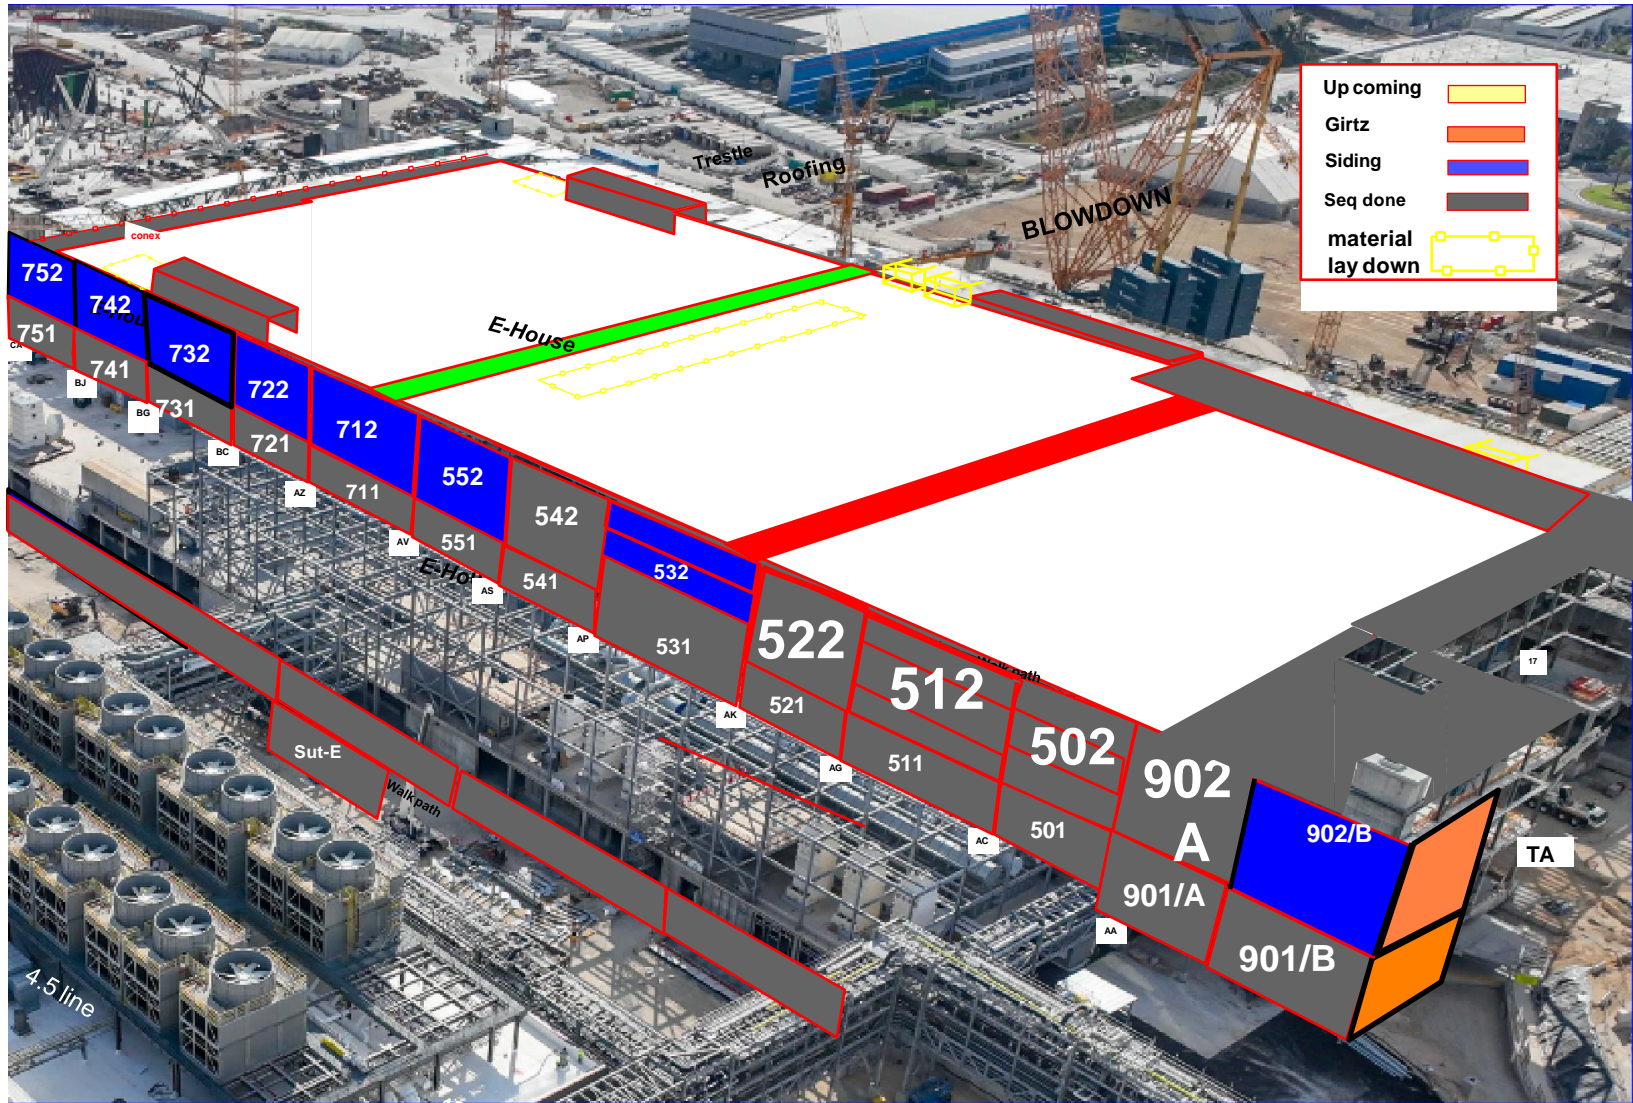 Up coming
Girtz
Siding
Seq done
material
lay down
Trestle
Roofing
BLOWDOWN
conex
E-House
752
742
732
722
712
552
542
532
522
512
502
902
A
902/B
751
741
731
721
711
551
541
531
521
511
501
901/A
901/B
CA
BJ
BG
BC
AZ
AV
AS
AP
AK
AG
AC
AA
17
TA
Sut-E
Walkpath
4.5 line